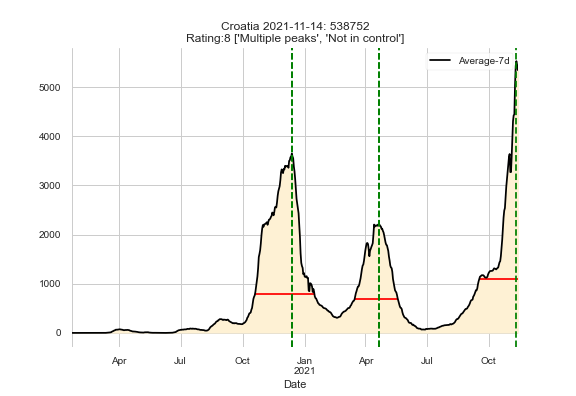 Croatia 2021-11-14: 538752
Rating:8 ['Multiple peaks', 'Not in control']
Average-7d
5000
4000
3000
2000
1000
0
Apr Jul Oct Jan Apr Jul Oct
2021
Date